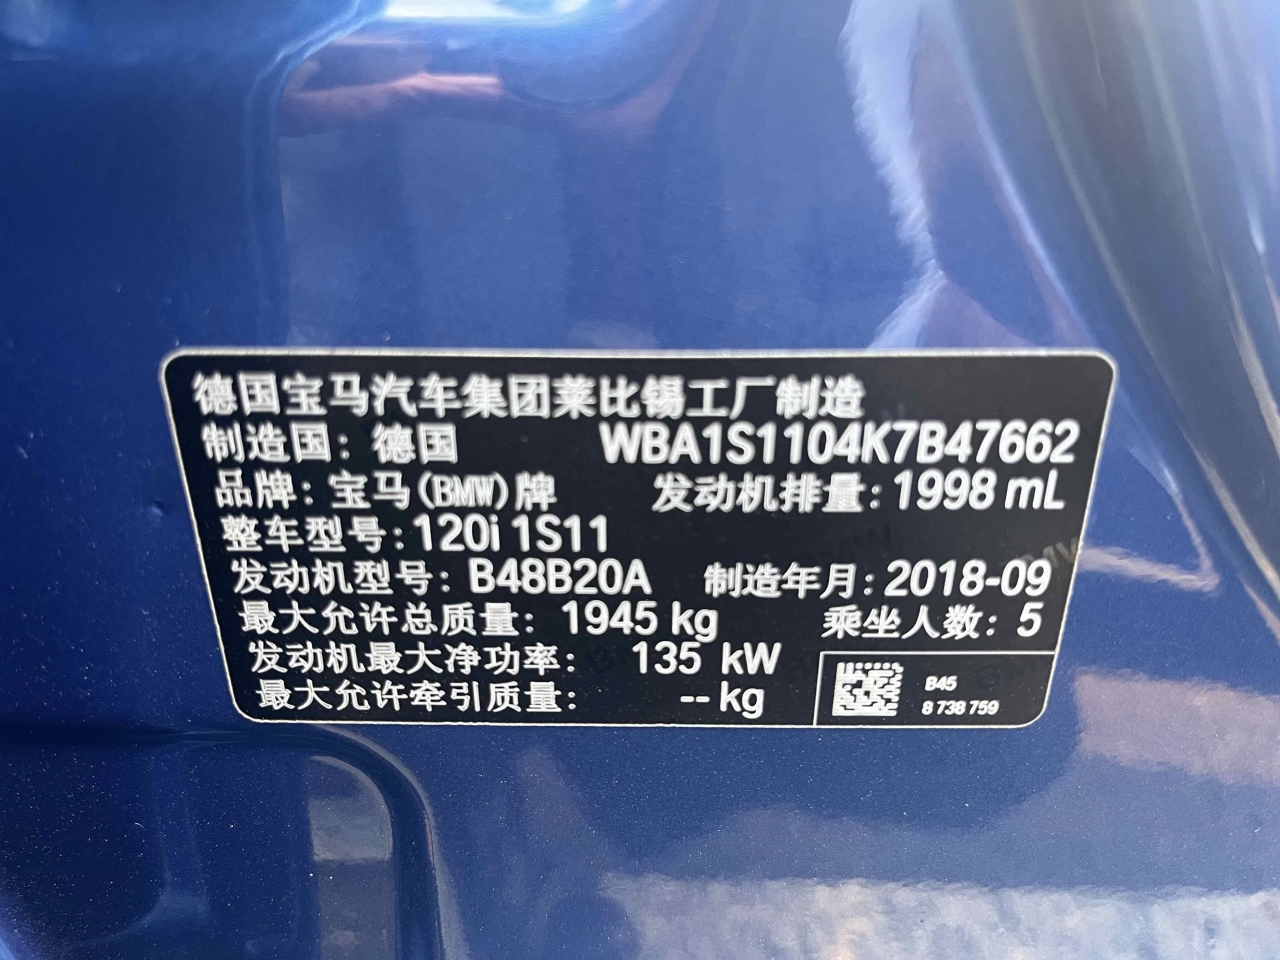 德国宝马汽车集团莱比锡工厂制造
制造国：德国 WBA1S1104K7B47662
品牌：宝马(BMW)牌 发动机排量：1998 mL
整车型号：120i 1S11
发动机型号：B48B20A 制造年月：2018-09
最大允许总质量：1945 kg 乘坐人数：5
发动机最大净功率：135 kW
最大允许牵引质量：-- kg
B45
8 738 759